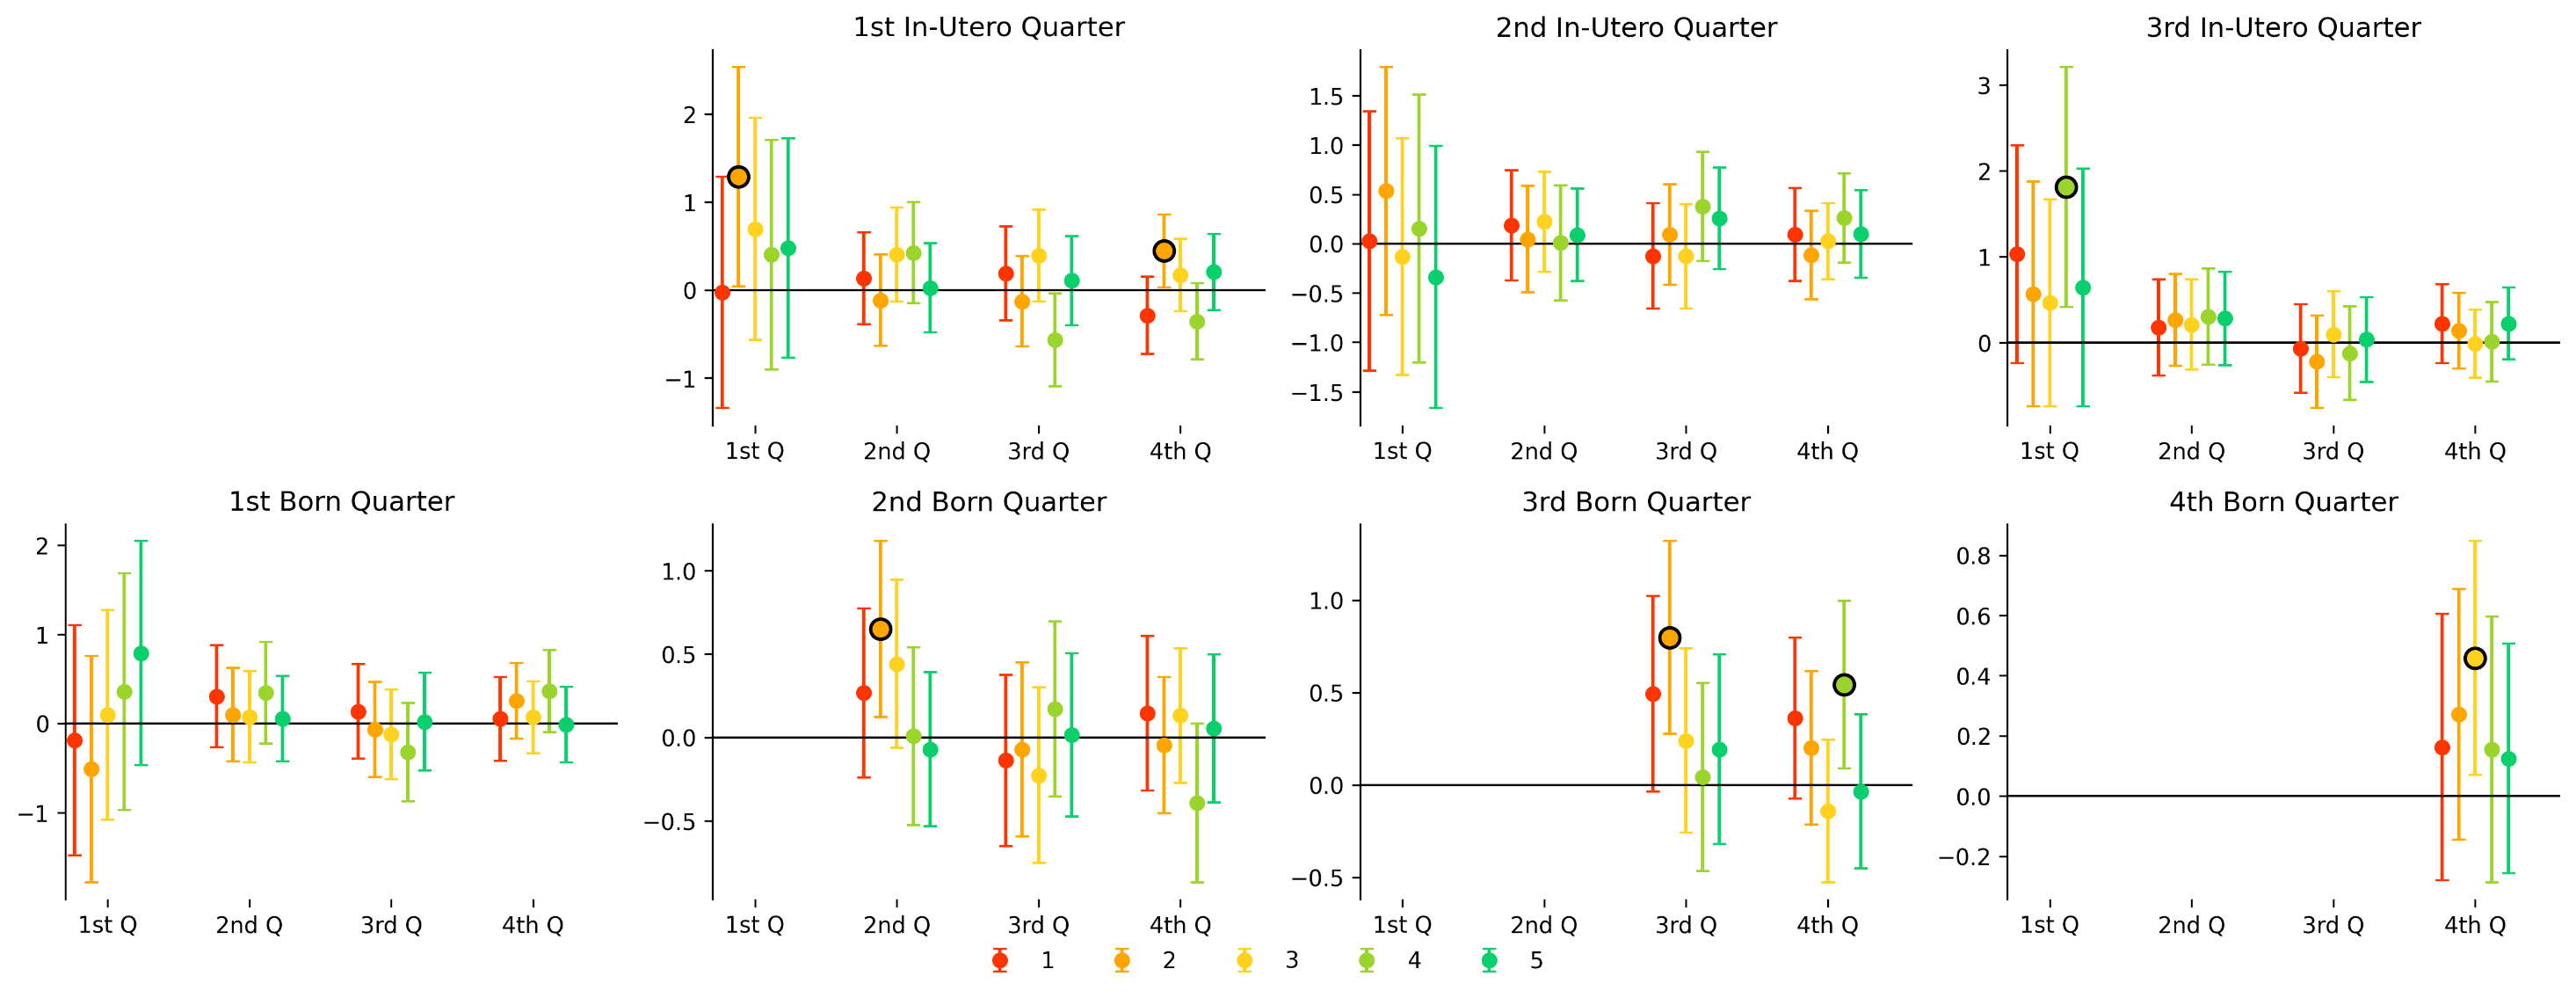 1st In-Utero Quarter
2
1
0
−1
1st Q 2nd Q 3rd Q 4th Q
2nd In-Utero Quarter
1.5
1.0
0.5
0.0
−0.5
−1.0
−1.5
1st Q 2nd Q 3rd Q 4th Q
3rd In-Utero Quarter
3
2
1
0
1st Q 2nd Q 3rd Q 4th Q
1st Born Quarter
2
1
0
−1
1st Q 2nd Q 3rd Q 4th Q
2nd Born Quarter
1.0
0.5
0.0
−0.5
1st Q 2nd Q 3rd Q 4th Q
3rd Born Quarter
1.0
0.5
0.0
−0.5
1st Q 2nd Q 3rd Q 4th Q
4th Born Quarter
0.8
0.6
0.4
0.2
0.0
−0.2
1st Q 2nd Q 3rd Q 4th Q
1 2 3 4 5